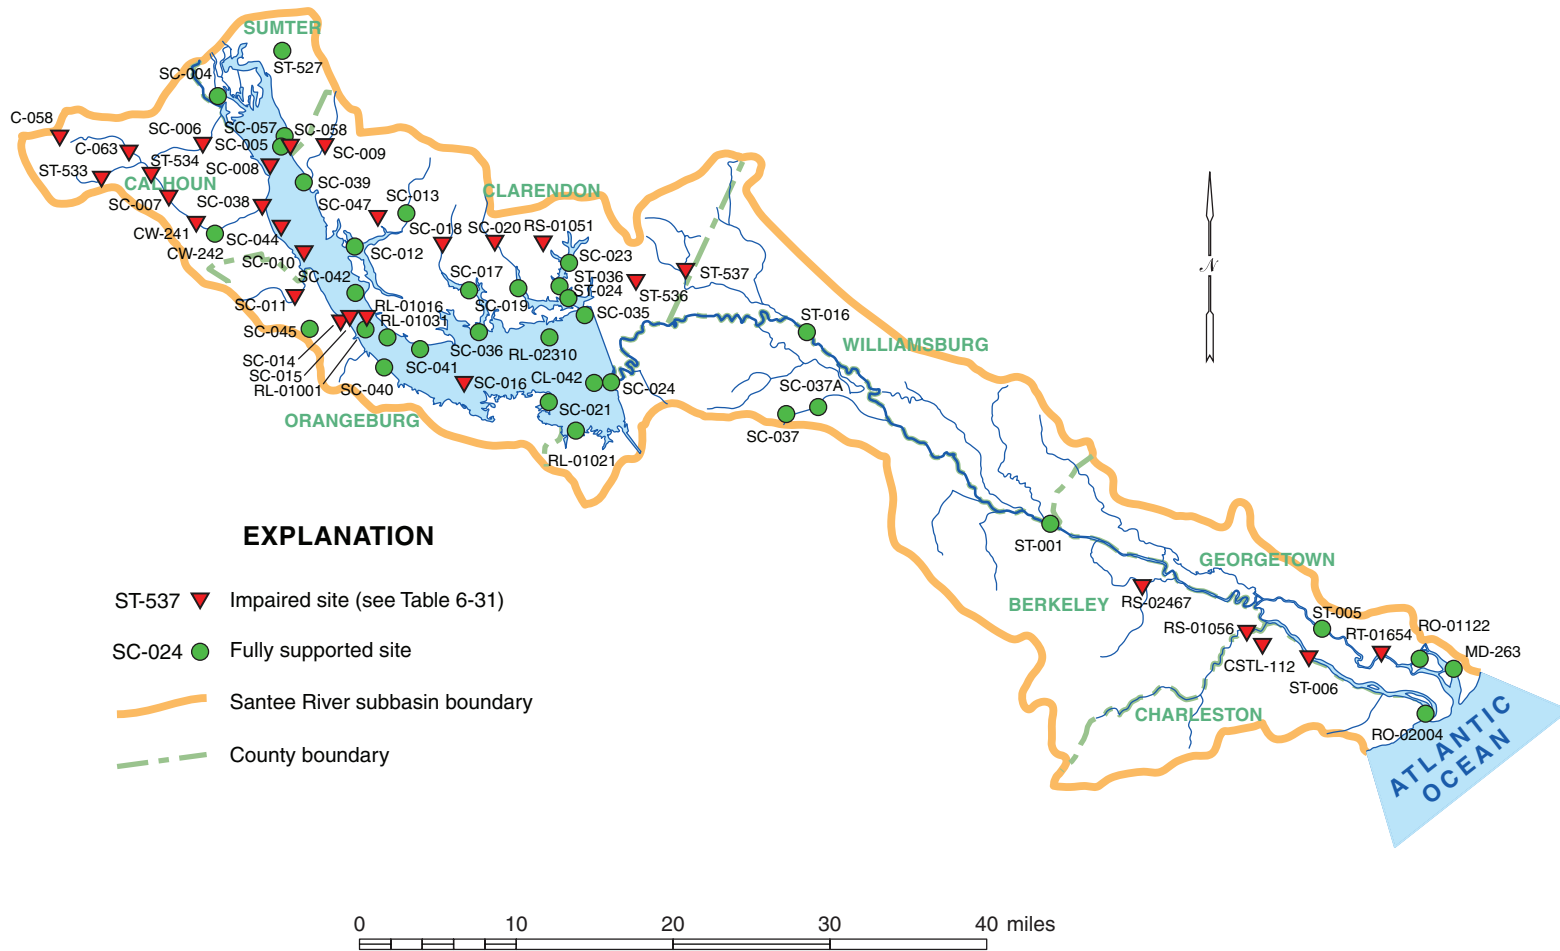 SUMTER
ST-527
SC-004
C-058
SC-006
SC-057
SC-058
SC-005
SC-009
C-063
ST-534
SC-008
ST-533
CALHOUN
SC-039
SC-007
SC-038
SC-047
SC-013
CLARENDON
CW-241
SC-044
SC-018
SC-020
RS-01051
CW-242
SC-010
SC-012
SC-023
SC-042
SC-017
ST-036
ST-537
SC-011
RL-01016
SC-019
ST-024
ST-536
SC-045
RL-01031
SC-035
ST-016
SC-014
SC-036
RL-02310
WILLIAMSBURG
SC-015
SC-041
RL-01001
SC-040
SC-016
CL-042
SC-024
SC-037A
ORANGEBURG
SC-021
SC-037
RL-01021
N
EXPLANATION
ST-537 Impaired site (see Table 6-31)
SC-024 Fully supported site
Santee River subbasin boundary
County boundary
ST-001
GEORGETOWN
BERKELEY
RS-02467
ST-005
RS-01056
RT-01654
RO-01122
CSTL-112
MD-263
ST-006
CHARLESTON
RO-02004
ATLANTIC
OCEAN
0 10 20 30 40 miles